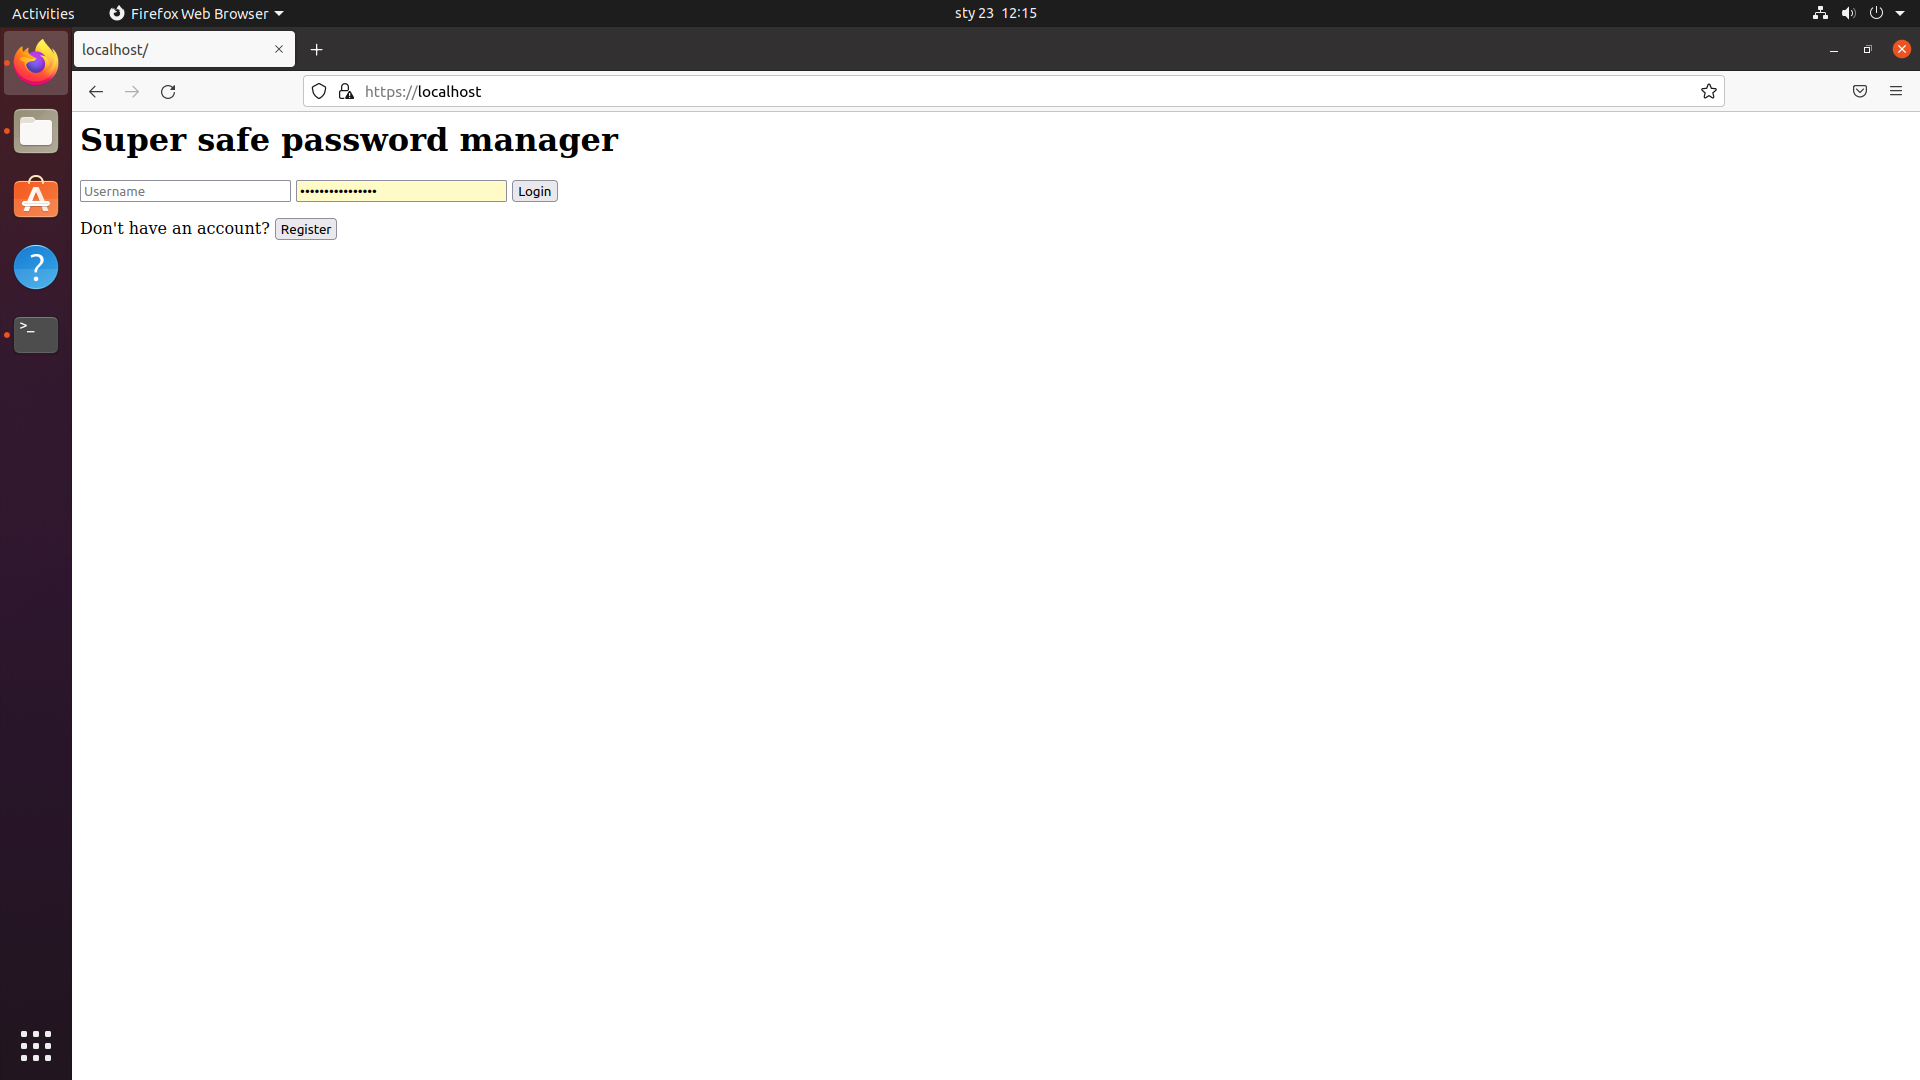 Activities Firefox Web Browser sty 23 12:15
localhost/
https://localhost
Super safe password manager
Username •••••••••••••••• Login
Don't have an account? Register